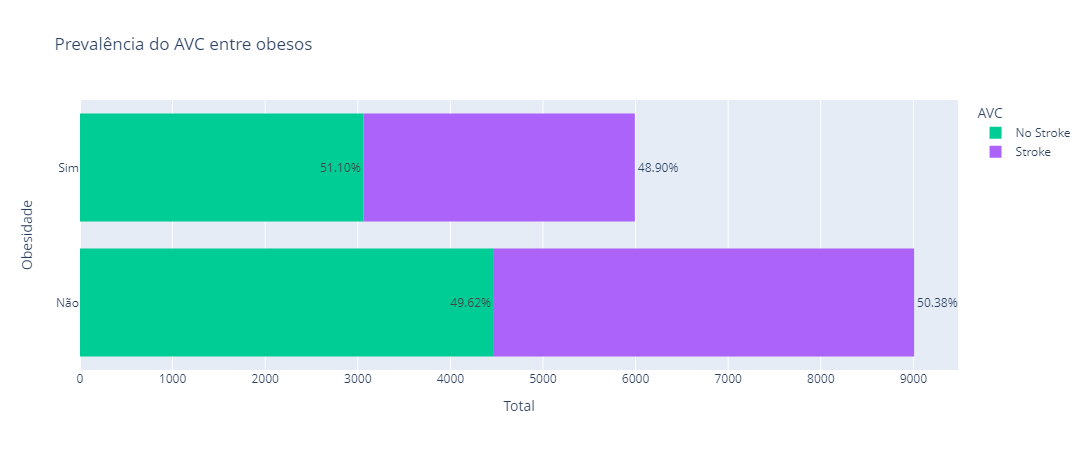 Prevalência do AVC entre obesos
AVC
No Stroke
Stroke
Obesidade
Sim
51.10%
48.90%
Não
49.62%
50.38%
0 1000 2000 3000 4000 5000 6000 7000 8000 9000
Total